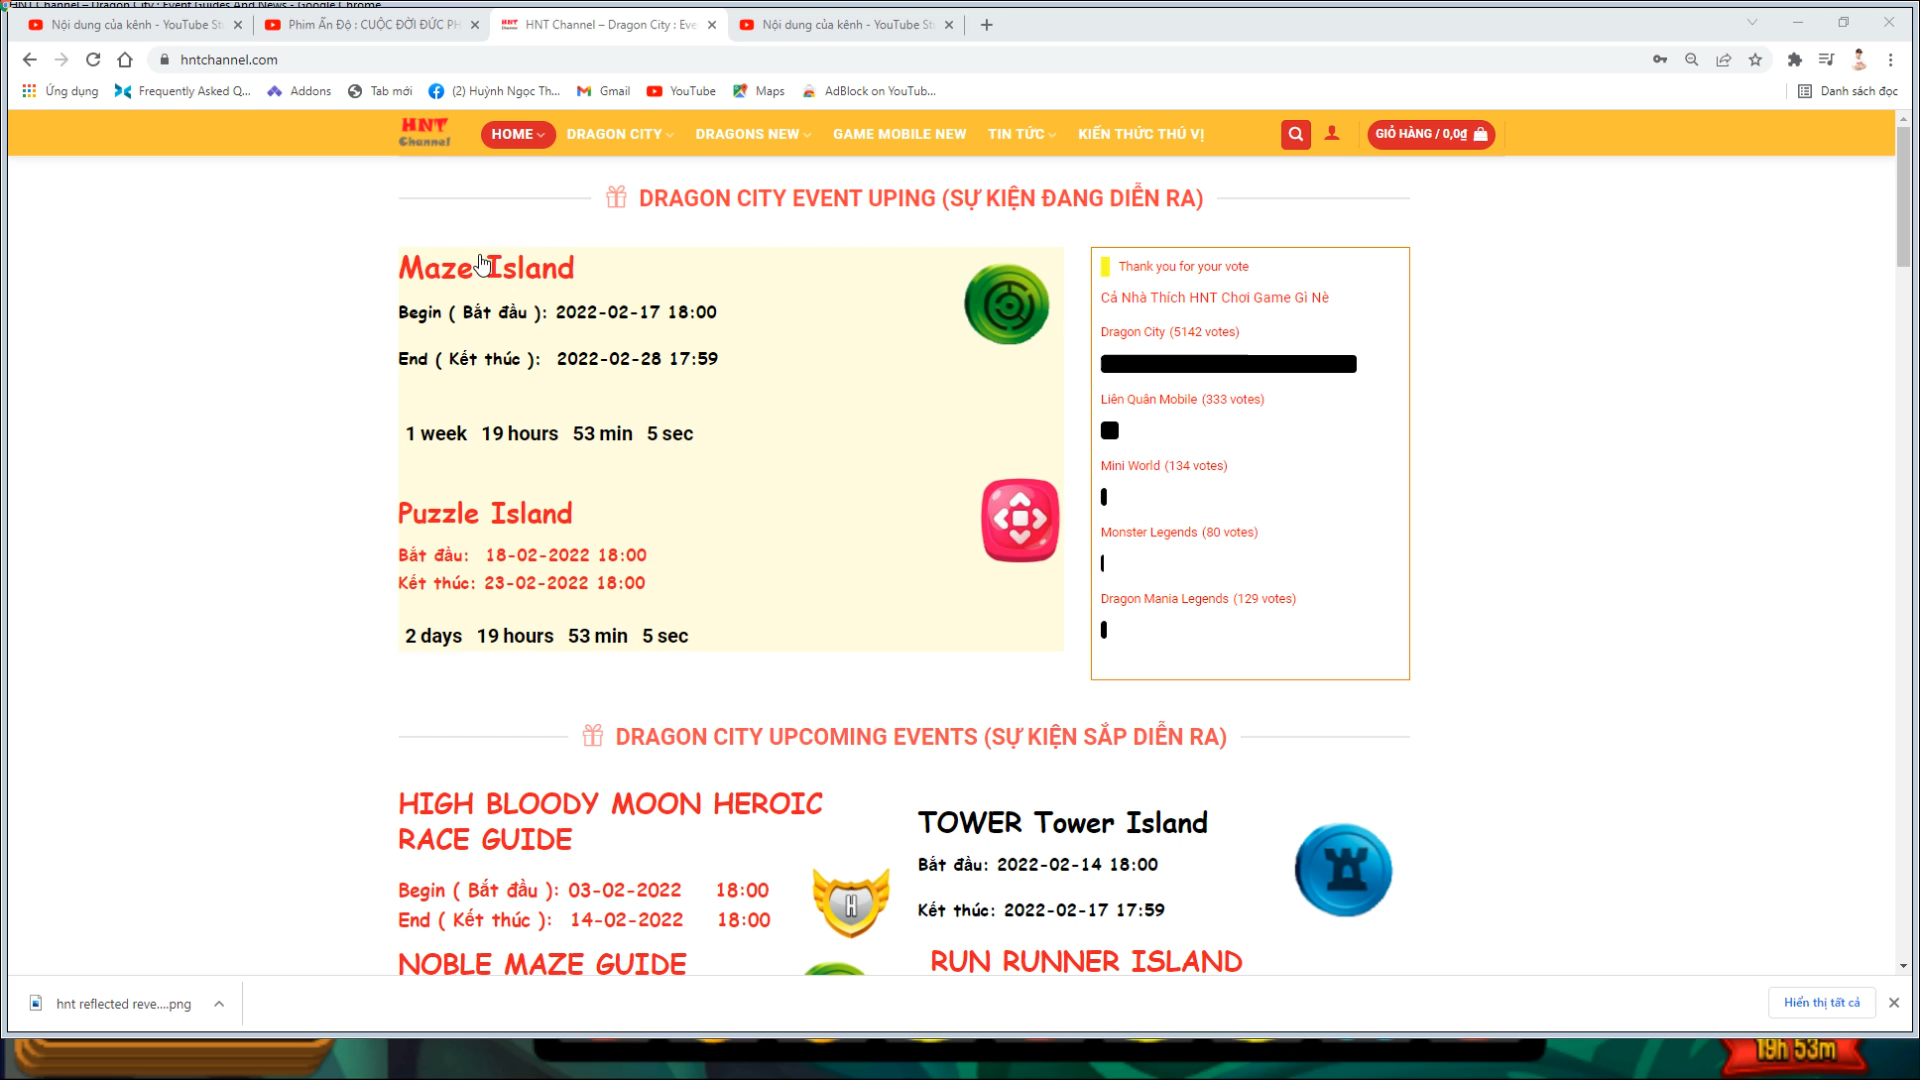 HNT Channel – Dragon City : Event Guides And News - Google Chrome
Nội dung của kênh - YouTube St
Phim Ấn Độ : CUỘC ĐỜI ĐỨC PH
HNT Channel – Dragon City : Eve
Nội dung của kênh - YouTube St
hntchannel.com
Ứng dụng
Frequently Asked Q...
Addons
Tab mới
(2) Huỳnh Ngọc Th...
Gmail
YouTube
Maps
AdBlock on YouTub...
Danh sách đọc
HNT Channel
HOME
DRAGON CITY
DRAGONS NEW
GAME MOBILE NEW
TIN TỨC
KIẾN THỨC THÚ VỊ
GIỎ HÀNG / 0,0₫
DRAGON CITY EVENT UPING (SỰ KIỆN ĐANG DIỄN RA)
Maze Island
Begin ( Bắt đầu ): 2022-02-17 18:00
End ( Kết thúc ): 2022-02-28 17:59
1 week 19 hours 53 min 5 sec
Puzzle Island
Bắt đầu: 18-02-2022 18:00
Kết thúc: 23-02-2022 18:00
2 days 19 hours 53 min 5 sec
Thank you for your vote
Cả Nhà Thích HNT Chơi Game Gì Nè
Dragon City (5142 votes)
Liên Quân Mobile (333 votes)
Mini World (134 votes)
Monster Legends (80 votes)
Dragon Mania Legends (129 votes)
DRAGON CITY UPCOMING EVENTS (SỰ KIỆN SẮP DIỄN RA)
HIGH BLOODY MOON HEROIC
RACE GUIDE
Begin ( Bắt đầu ): 03-02-2022 18:00
End ( Kết thúc ): 14-02-2022 18:00
H
NOBLE MAZE GUIDE
TOWER Tower Island
Bắt đầu: 2022-02-14 18:00
Kết thúc: 2022-02-17 17:59
RUN RUNNER ISLAND
hnt reflected reve....png
Hiển thị tất cả
19h 53m